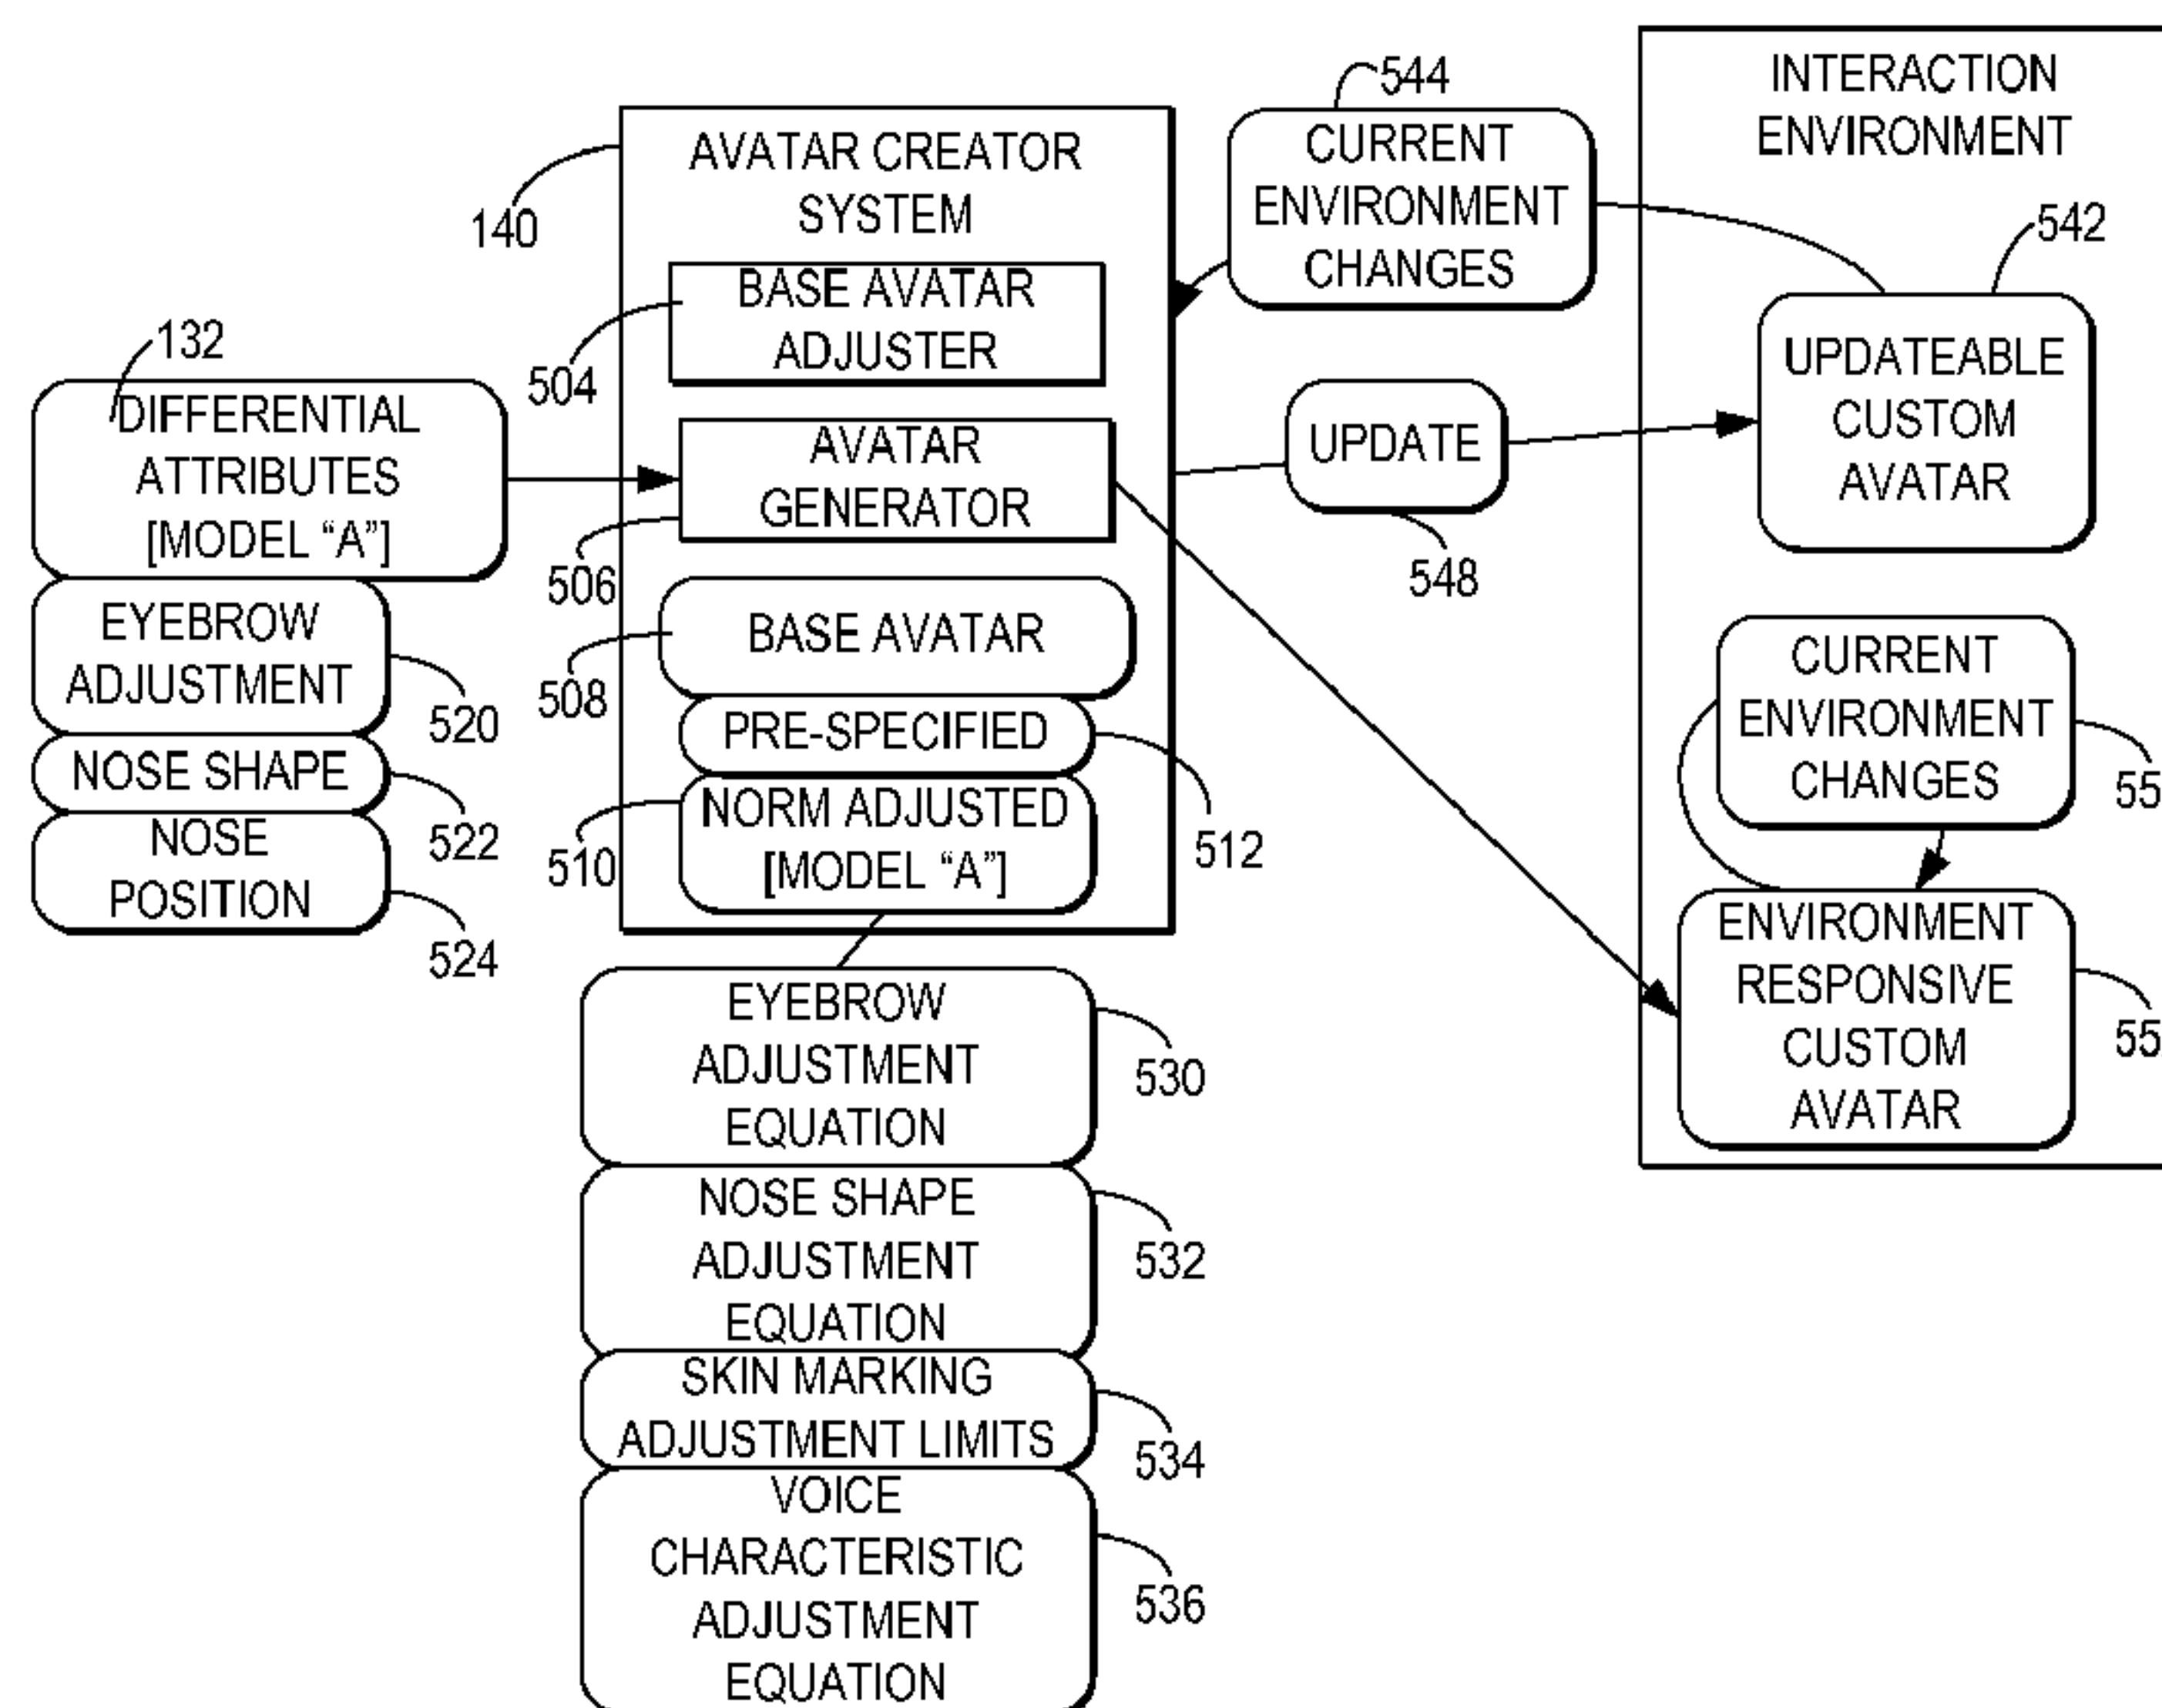 132
DIFFERENTIAL
ATTRIBUTES
[MODEL “A”]
EYEBROW
ADJUSTMENT
520
NOSE SHAPE
522
NOSE
POSITION
524
140
AVATAR CREATOR
SYSTEM
BASE AVATAR
ADJUSTER
504
AVATAR
GENERATOR
506
BASE AVATAR
508
PRE-SPECIFIED
512
NORM ADJUSTED
[MODEL “A”]
510
EYEBROW
ADJUSTMENT
EQUATION
530
NOSE SHAPE
ADJUSTMENT
EQUATION
532
SKIN MARKING
ADJUSTMENT LIMITS
534
VOICE
CHARACTERISTIC
ADJUSTMENT
EQUATION
536
544
CURRENT
ENVIRONMENT
CHANGES
UPDATE
548
INTERACTION
ENVIRONMENT
542
UPDATEABLE
CUSTOM
AVATAR
CURRENT
ENVIRONMENT
CHANGES
ENVIRONMENT
RESPONSIVE
CUSTOM
AVATAR